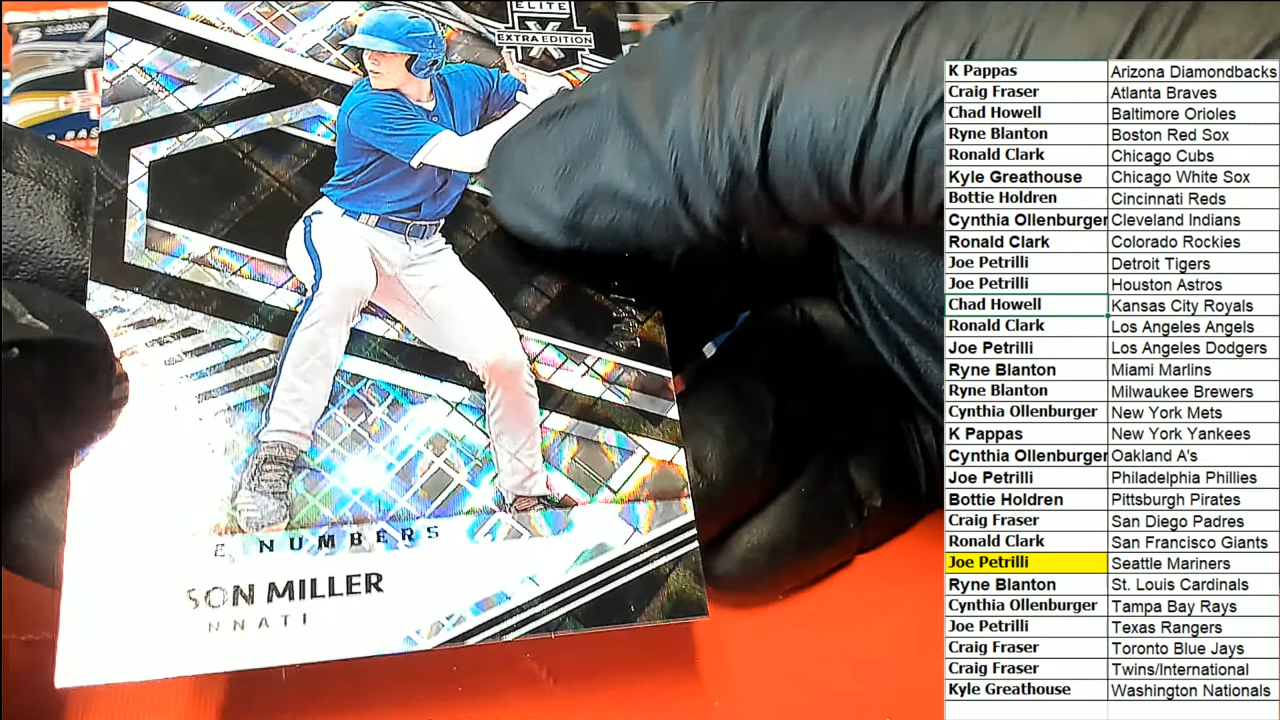 ELITE
EXTRA EDITION
X
NUMBERS
SON MILLER
NNATI
K Pappas Arizona Diamondbacks
Craig Fraser Atlanta Braves
Chad Howell Baltimore Orioles
Ryne Blanton Boston Red Sox
Ronald Clark Chicago Cubs
Kyle Greathouse Chicago White Sox
Bottie Holdren Cincinnati Reds
Cynthia Ollenburger Cleveland Indians
Ronald Clark Colorado Rockies
Joe Petrilli Detroit Tigers
Joe Petrilli Houston Astros
Chad Howell Kansas City Royals
Ronald Clark Los Angeles Angels
Joe Petrilli Los Angeles Dodgers
Ryne Blanton Miami Marlins
Ryne Blanton Milwaukee Brewers
Cynthia Ollenburger New York Mets
K Pappas New York Yankees
Cynthia Ollenburger Oakland A's
Joe Petrilli Philadelphia Phillies
Bottie Holdren Pittsburgh Pirates
Craig Fraser San Diego Padres
Ronald Clark San Francisco Giants
Joe Petrilli Seattle Mariners
Ryne Blanton St. Louis Cardinals
Cynthia Ollenburger Tampa Bay Rays
Joe Petrilli Texas Rangers
Craig Fraser Toronto Blue Jays
Craig Fraser Twins/International
Kyle Greathouse Washington Nationals